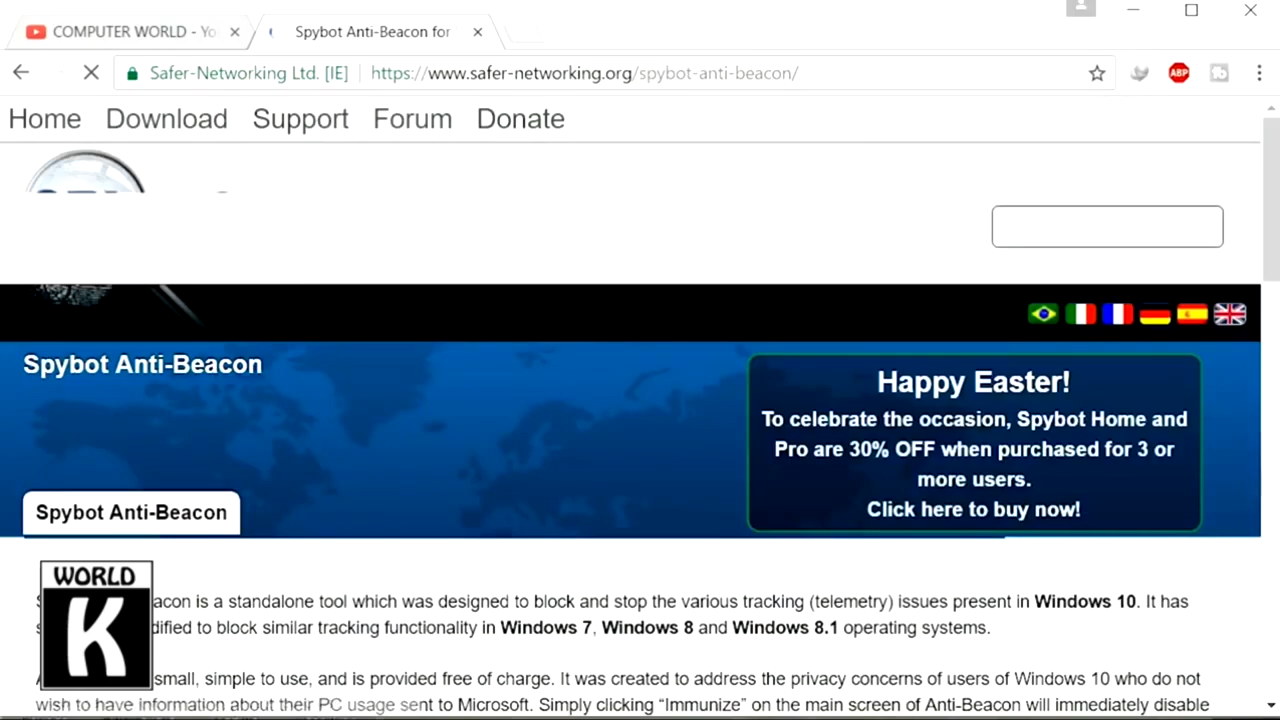 COMPUTER WORLD - Yo
Spybot Anti-Beacon for
Safer-Networking Ltd. [IE] https://www.safer-networking.org/spybot-anti-beacon/
ABP
Home Download Support Forum Donate
Spybot Anti-Beacon
Happy Easter!
To celebrate the occasion, Spybot Home and
Pro are 30% OFF when purchased for 3 or
more users.
Click here to buy now!
Spybot Anti-Beacon
WORLD
K
acon is a standalone tool which was designed to block and stop the various tracking (telemetry) issues present in Windows 10. It has
dified to block similar tracking functionality in Windows 7, Windows 8 and Windows 8.1 operating systems.
small, simple to use, and is provided free of charge. It was created to address the privacy concerns of users of Windows 10 who do not
wish to have information about their PC usage sent to Microsoft. Simply clicking “Immunize” on the main screen of Anti-Beacon will immediately disable